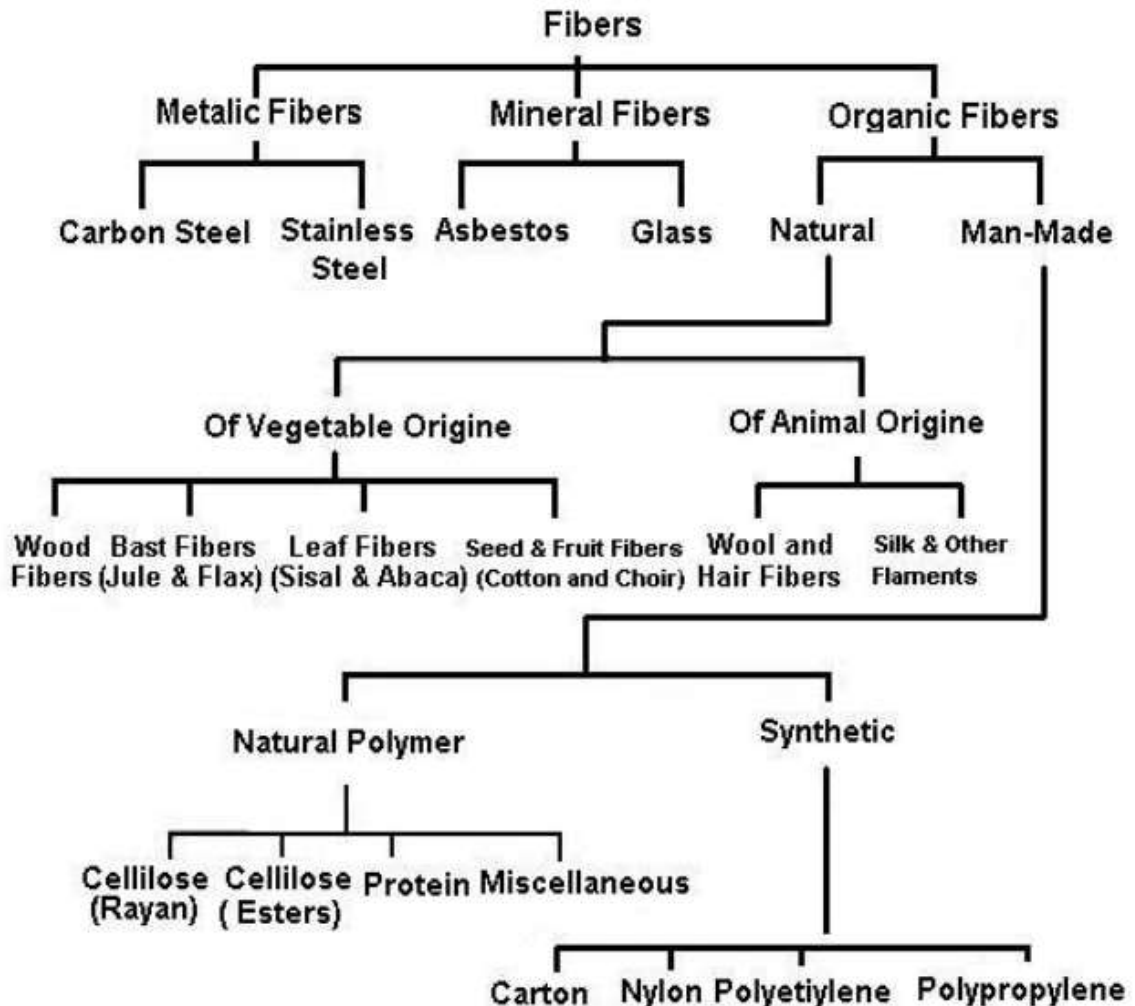 Fibers
Metalic Fibers
Mineral Fibers
Organic Fibers
Carbon Steel
Stainless
Steel
Asbestos
Glass
Natural
Man-Made
Of Vegetable Origine
Of Animal Origine
Wood
Fibers
Bast Fibers
(Jule & Flax)
Leaf Fibers
(Sisal & Abaca)
Seed & Fruit Fibers
(Cotton and Choir)
Wool and
Hair Fibers
Silk & Other
Flaments
Natural Polymer
Synthetic
Cellilose
(Rayan)
Cellilose
( Esters)
Protein
Miscellaneous
Carton
Nylon
Polyetiylene
Polypropylene